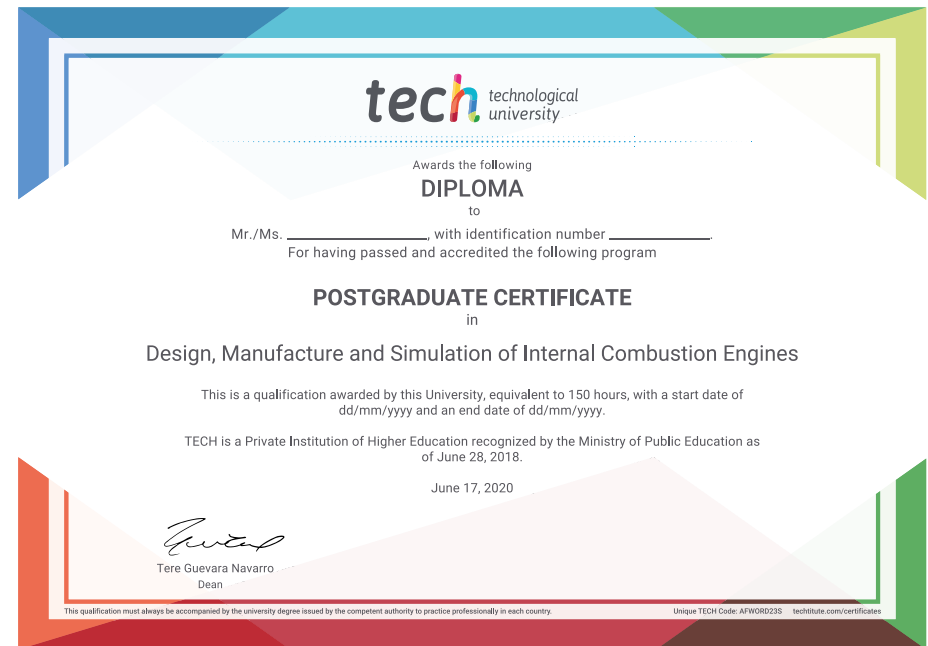 tech technological
university
Awards the following
DIPLOMA
to
Mr./Ms. ____________________, with identification number ______________.
For having passed and accredited the following program
POSTGRADUATE CERTIFICATE
in
Design, Manufacture and Simulation of Internal Combustion Engines
This is a qualification awarded by this University, equivalent to 150 hours, with a start date of
dd/mm/yyyy and an end date of dd/mm/yyyy.
TECH is a Private Institution of Higher Education recognized by the Ministry of Public Education as
of June 28, 2018.
June 17, 2020
Tere Guevara Navarro
Dean
This qualification must always be accompanied by the university degree issued by the competent authority to practice professionally in each country.
Unique TECH Code: AFWORD23S techtitute.com/certificates